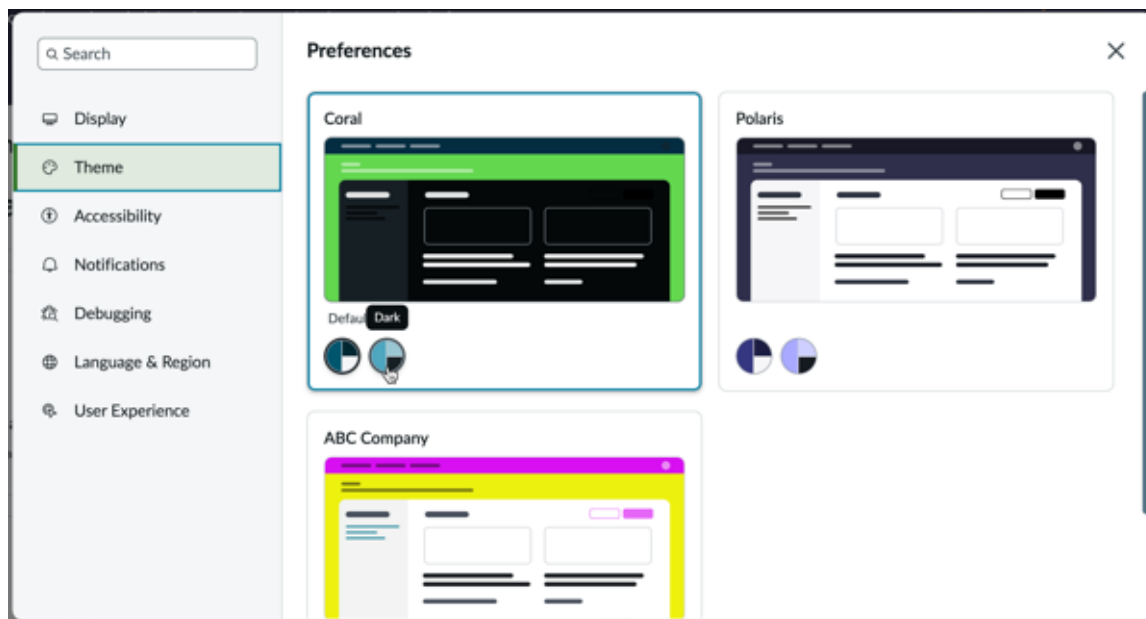 Search
Display
Theme
Accessibility
Notifications
Debugging
Language & Region
User Experience
Preferences
Coral
Dark
Polaris
ABC Company